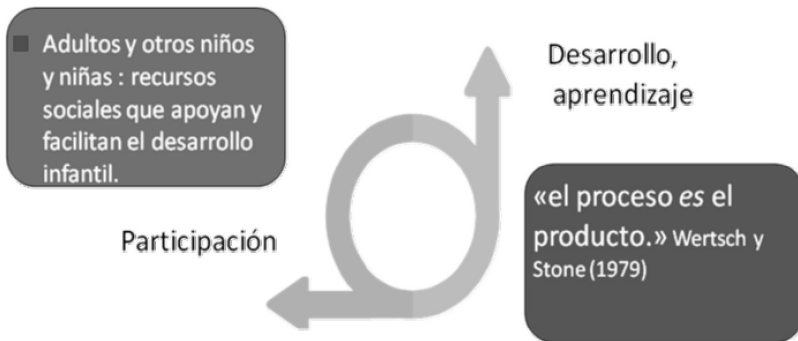 Adultos y otros niños
y niñas : recursos
sociales que apoyan y
facilitan el desarrollo
infantil.
Desarrollo,
aprendizaje
Participación
«el proceso es el
producto.» Wertsch y
Stone (1979)